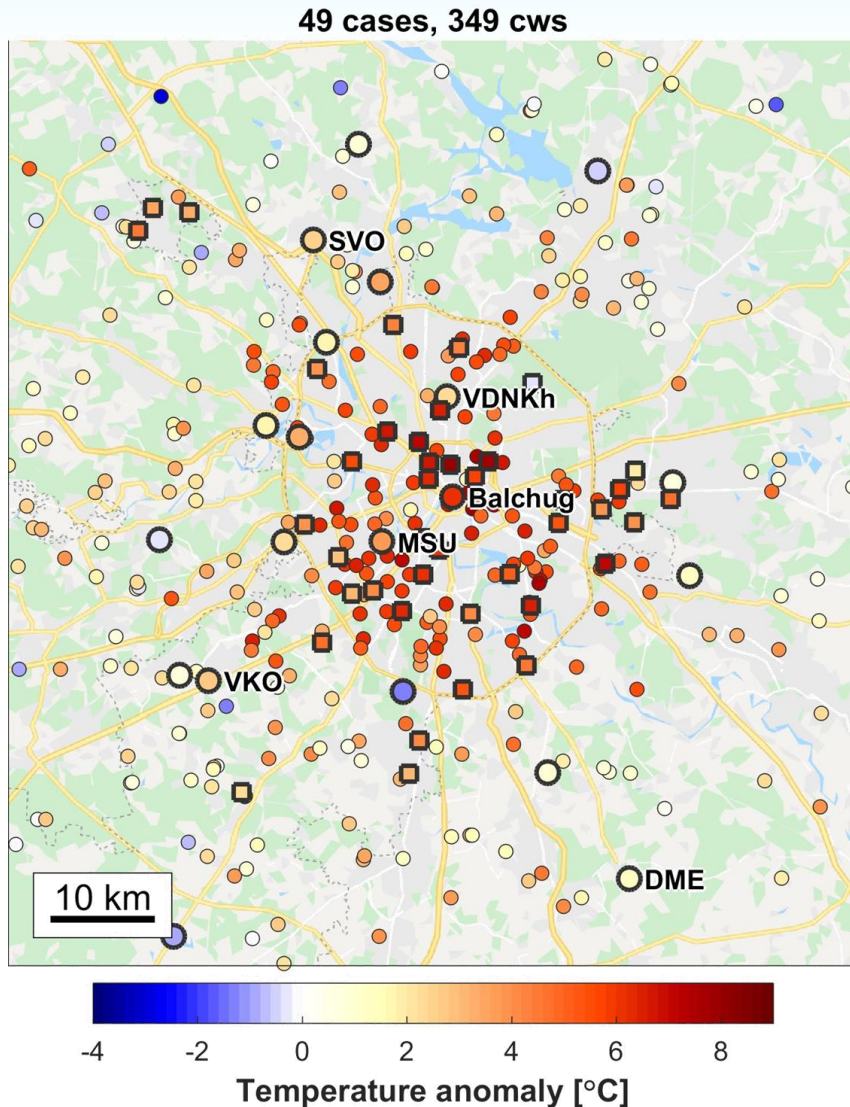 49 cases, 349 cws
SVO
VDNKh
Balchug
MSU
VKO
DME
10 km
-4 -2 0 2 4 6 8
Temperature anomaly [°C]